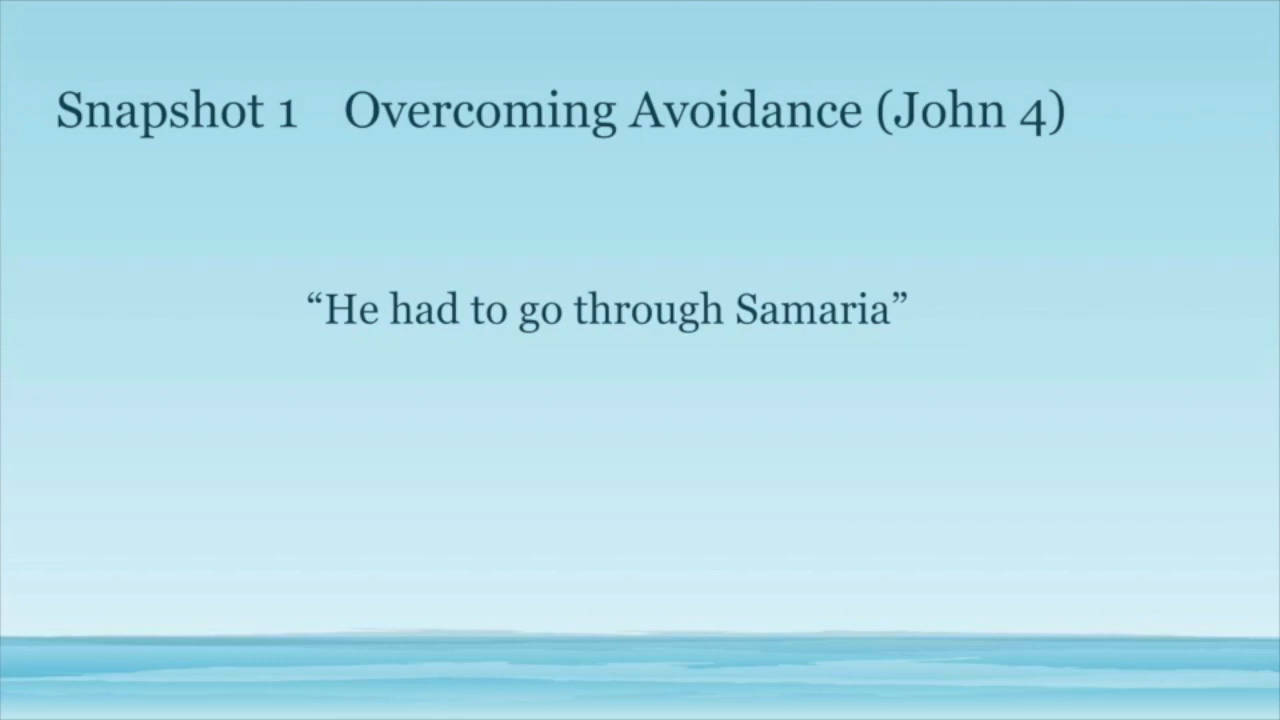 Snapshot 1 Overcoming Avoidance (John 4)
“He had to go through Samaria”